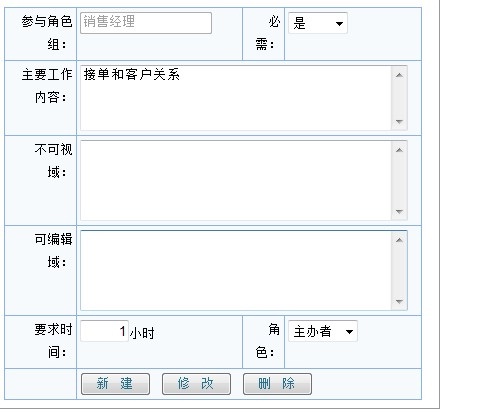 参与角色 销售经理 必 是
组： 需：
主要工作 接单和客户关系
内容：
不可视
域：
可编辑
域：
要求时 1小时 角 主办者
间： 色：
新 建 修 改 删 除